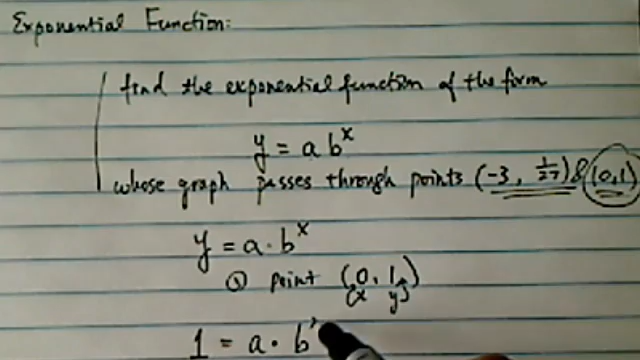 Exponential Function:
find the exponential function of the form
y = a b^x
whose graph passes through points (-3, 1/27) & (0,1)
y = a · b^x
① point (0, 1)
(x y)
1 = a · b